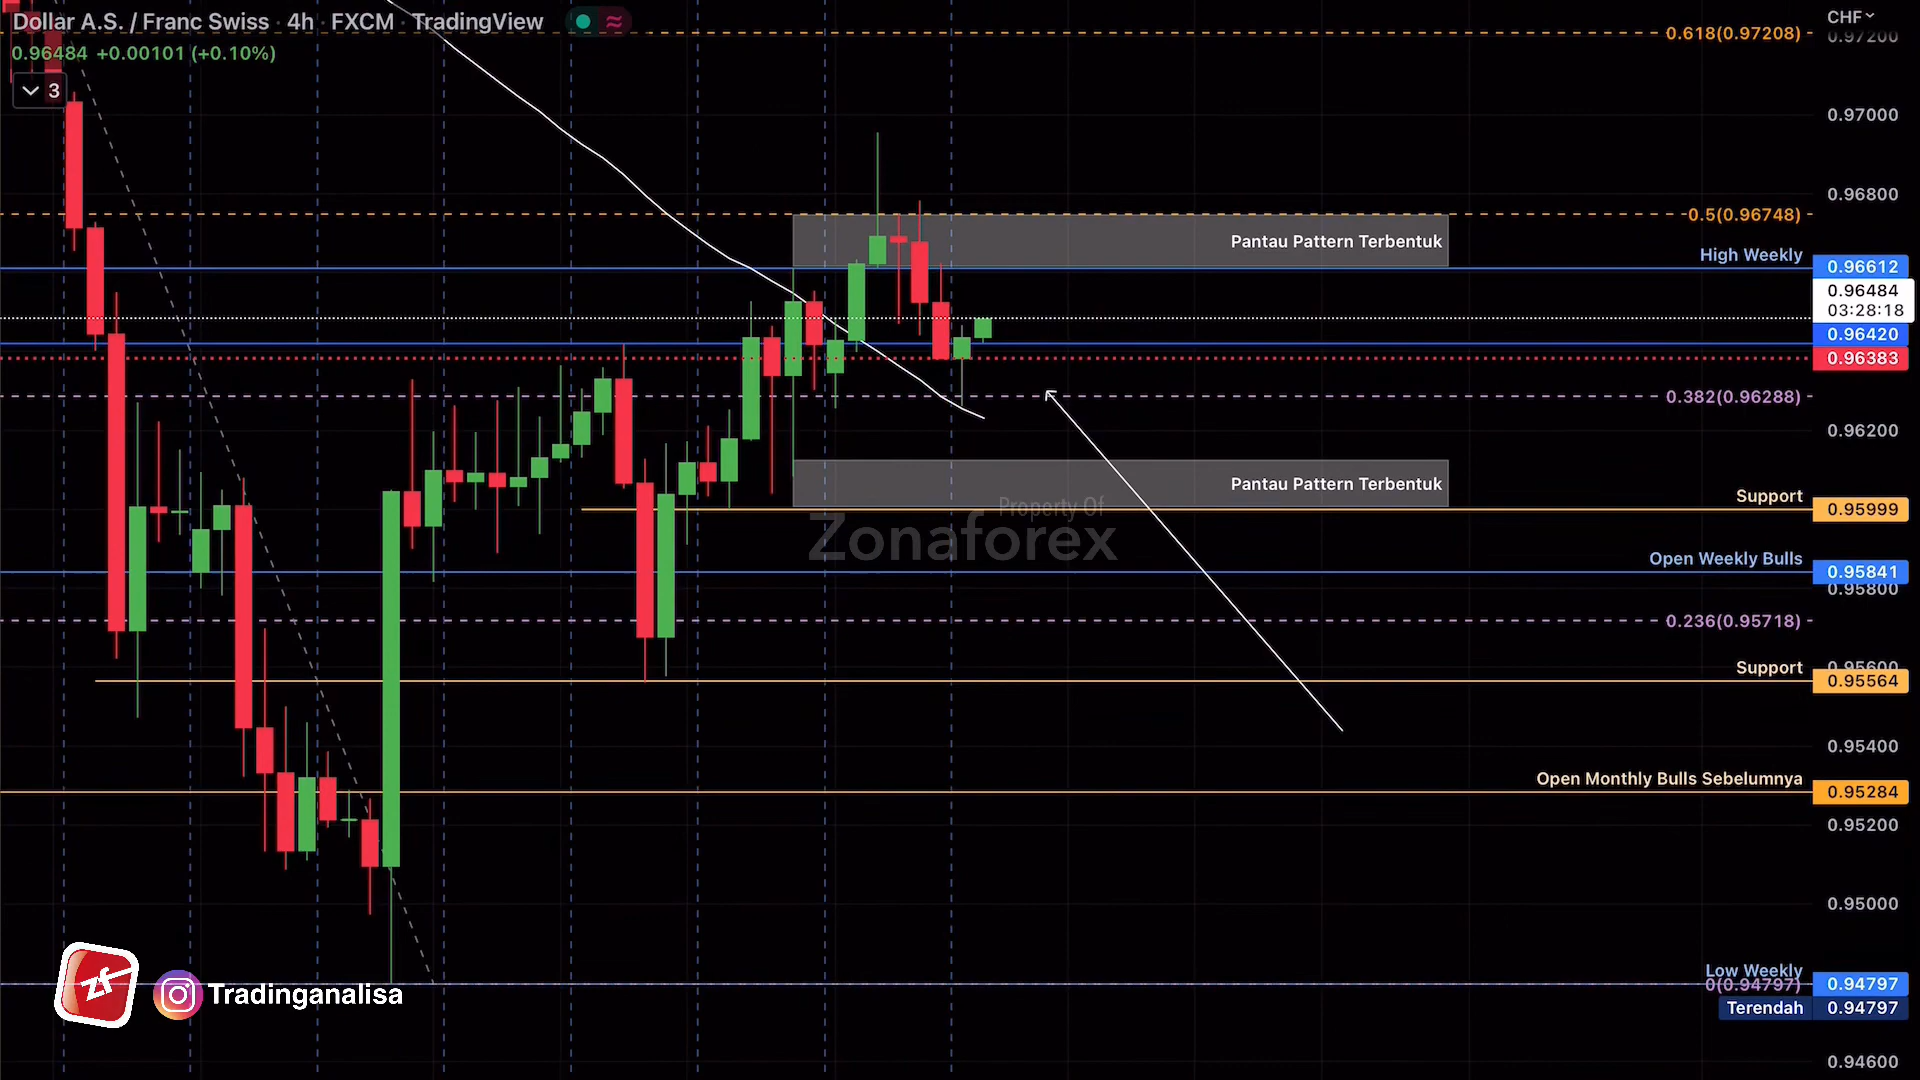 Dollar A.S. / Franc Swiss · 4h · FXCM · TradingView
0.96484 +0.00101 (+0.10%)
3
CHF
0.97200
0.618(0.97208)
0.97000
0.96800
0.5(0.96748)
Pantau Pattern Terbentuk
High Weekly
0.96612
0.96484
03:28:18
0.96420
0.96383
0.382(0.96288)
0.96200
Pantau Pattern Terbentuk
Support
0.95999
Property Of
Zonaforex
Open Weekly Bulls
0.95841
0.95800
0.236(0.95718)
Support
0.95600
0.95564
0.95400
Open Monthly Bulls Sebelumnya
0.95284
0.95200
0.95000
Low Weekly
0(0.94797)
0.94797
Terendah
0.94797
zf
Tradinganalisa
0.94600